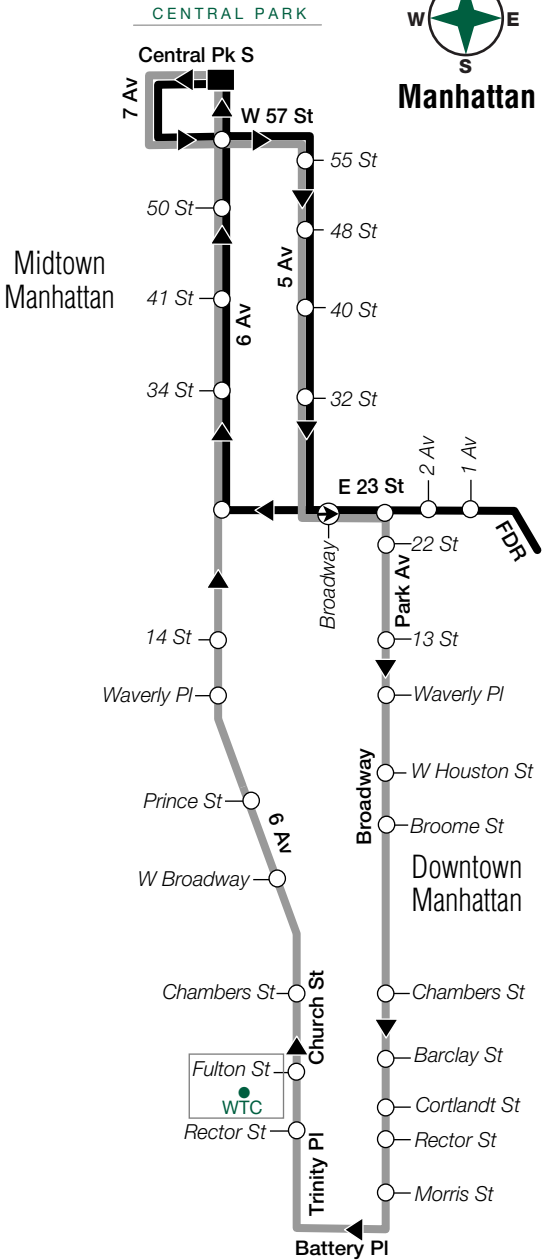 CENTRAL PARK
W
E
S
Manhattan
Central Pk S
7 Av
W 57 St
55 St
50 St
48 St
5 Av
Midtown
Manhattan
41 St
40 St
6 Av
34 St
32 St
2 Av
1 Av
E 23 St
FDR
Broadway
22 St
Park Av
14 St
13 St
Waverly Pl
Waverly Pl
Broadway
W Houston St
Prince St
6 Av
Broome St
W Broadway
Downtown
Manhattan
Chambers St
Church St
Chambers St
Fulton St
WTC
Barclay St
Cortlandt St
Rector St
Trinity Pl
Rector St
Morris St
Battery Pl